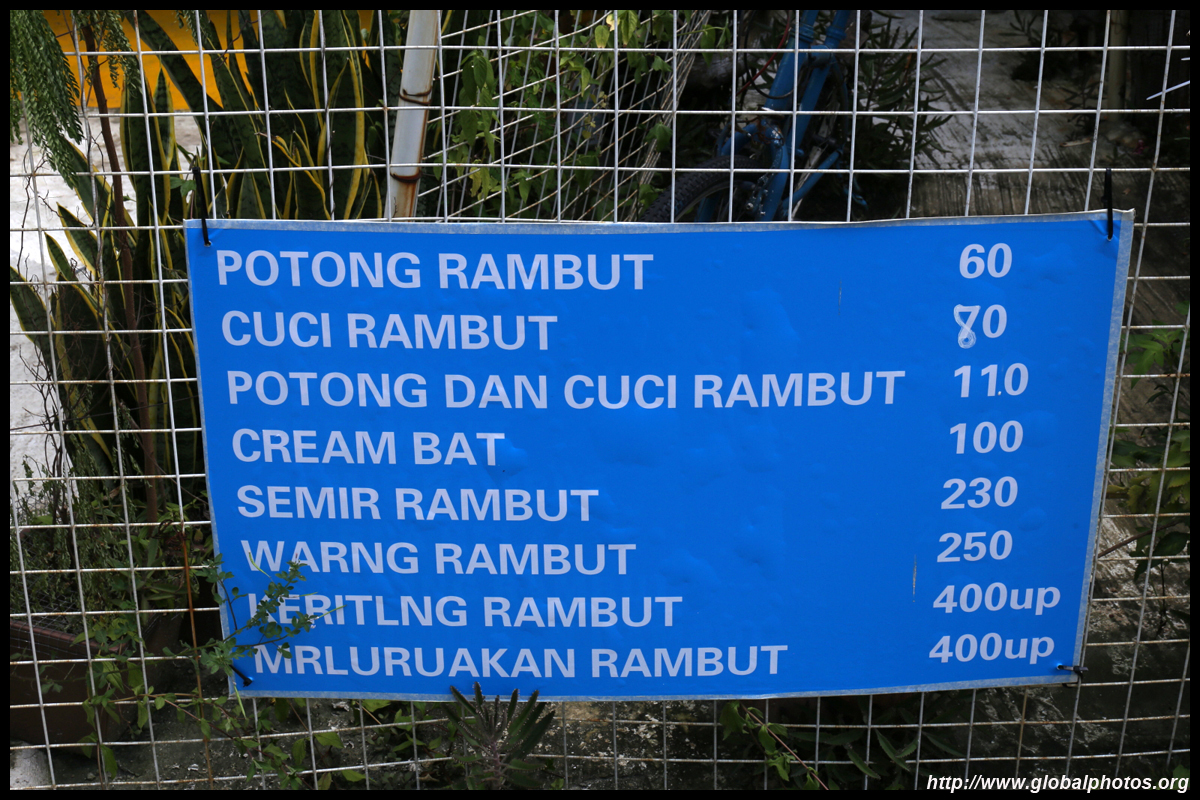 POTONG RAMBUT 60
CUCI RAMBUT 70
POTONG DAN CUCI RAMBUT 110
CREAM BAT 100
SEMIR RAMBUT 230
WARNG RAMBUT 250
KERITLNG RAMBUT 400up
MRLURUAKAN RAMBUT 400up
http://www.globalphotos.org